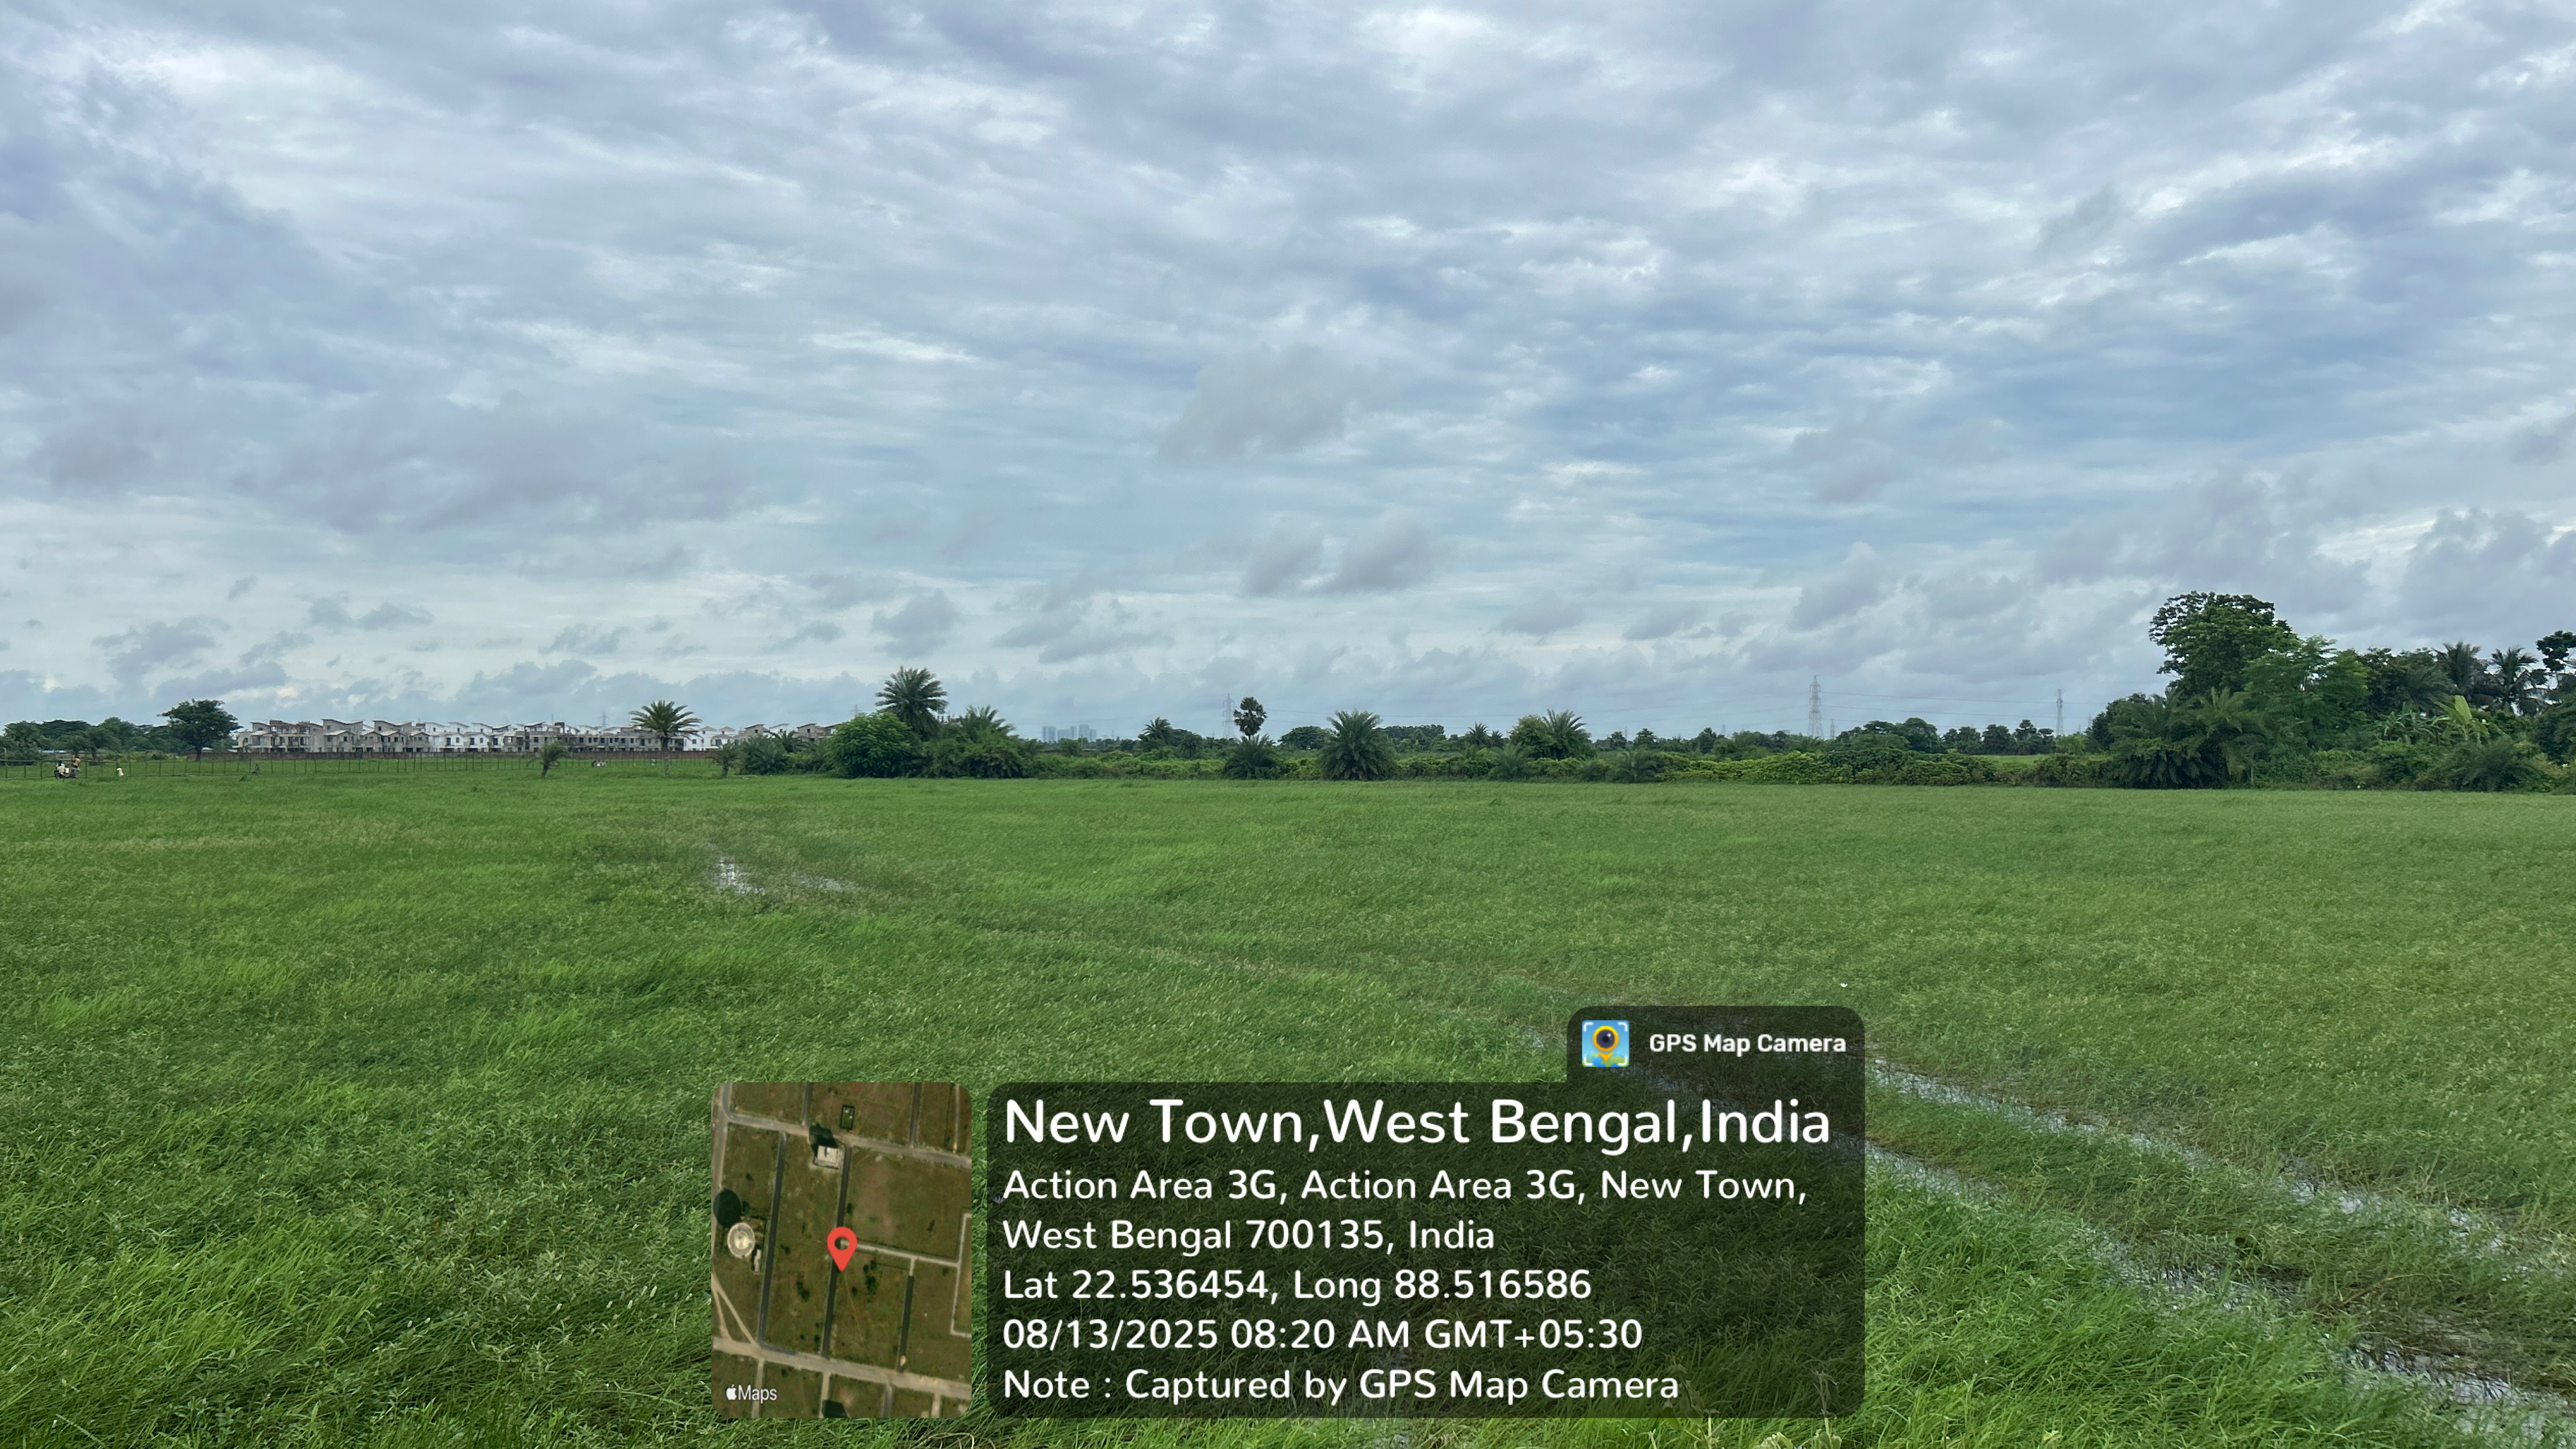 GPS Map Camera
New Town,West Bengal,India
Action Area 3G, Action Area 3G, New Town,
West Bengal 700135, India
Lat 22.536454, Long 88.516586
08/13/2025 08:20 AM GMT+05:30
Note : Captured by GPS Map Camera
Maps